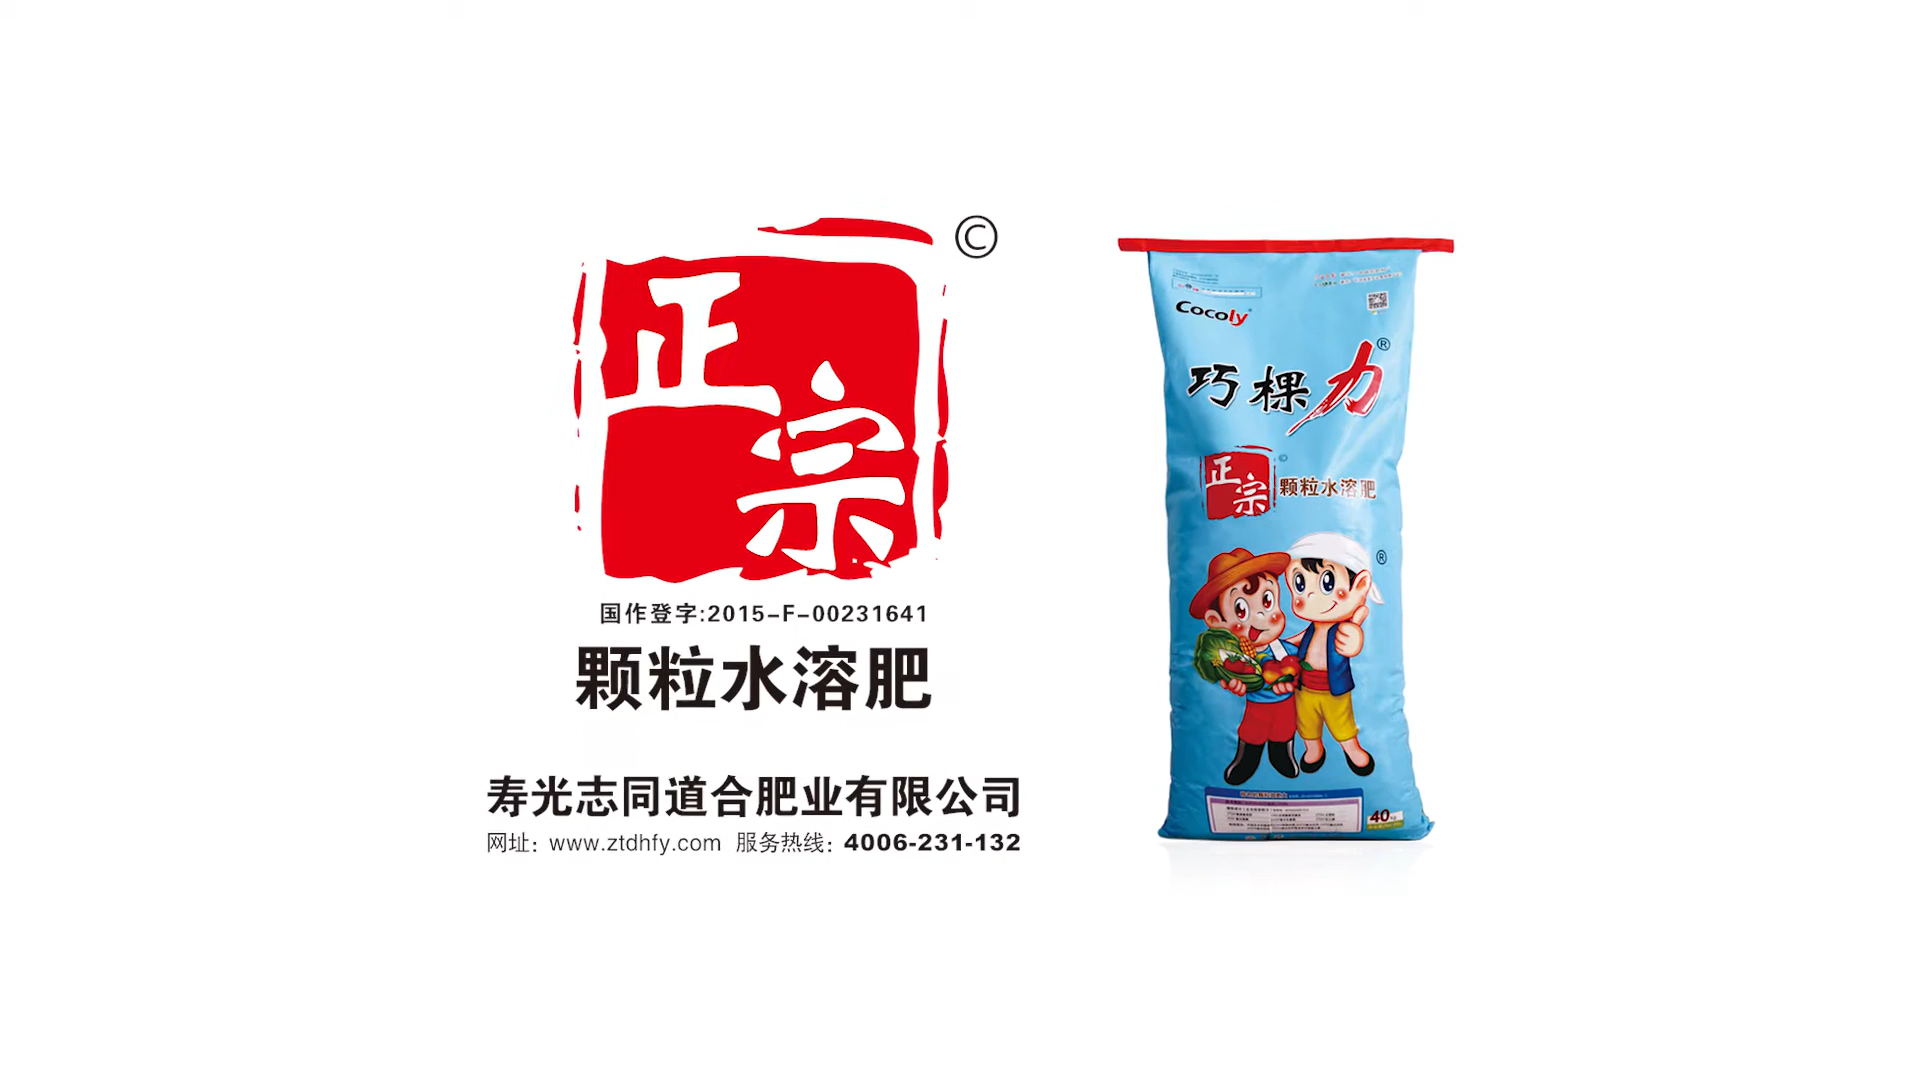 正宗
©
国作登字:2015-F-00231641
颗粒水溶肥
寿光志同道合肥业有限公司
网址：www.ztdhfy.com 服务热线：4006-231-132
Cocoly®
巧棵力®
正宗©
颗粒水溶肥
®
40kg